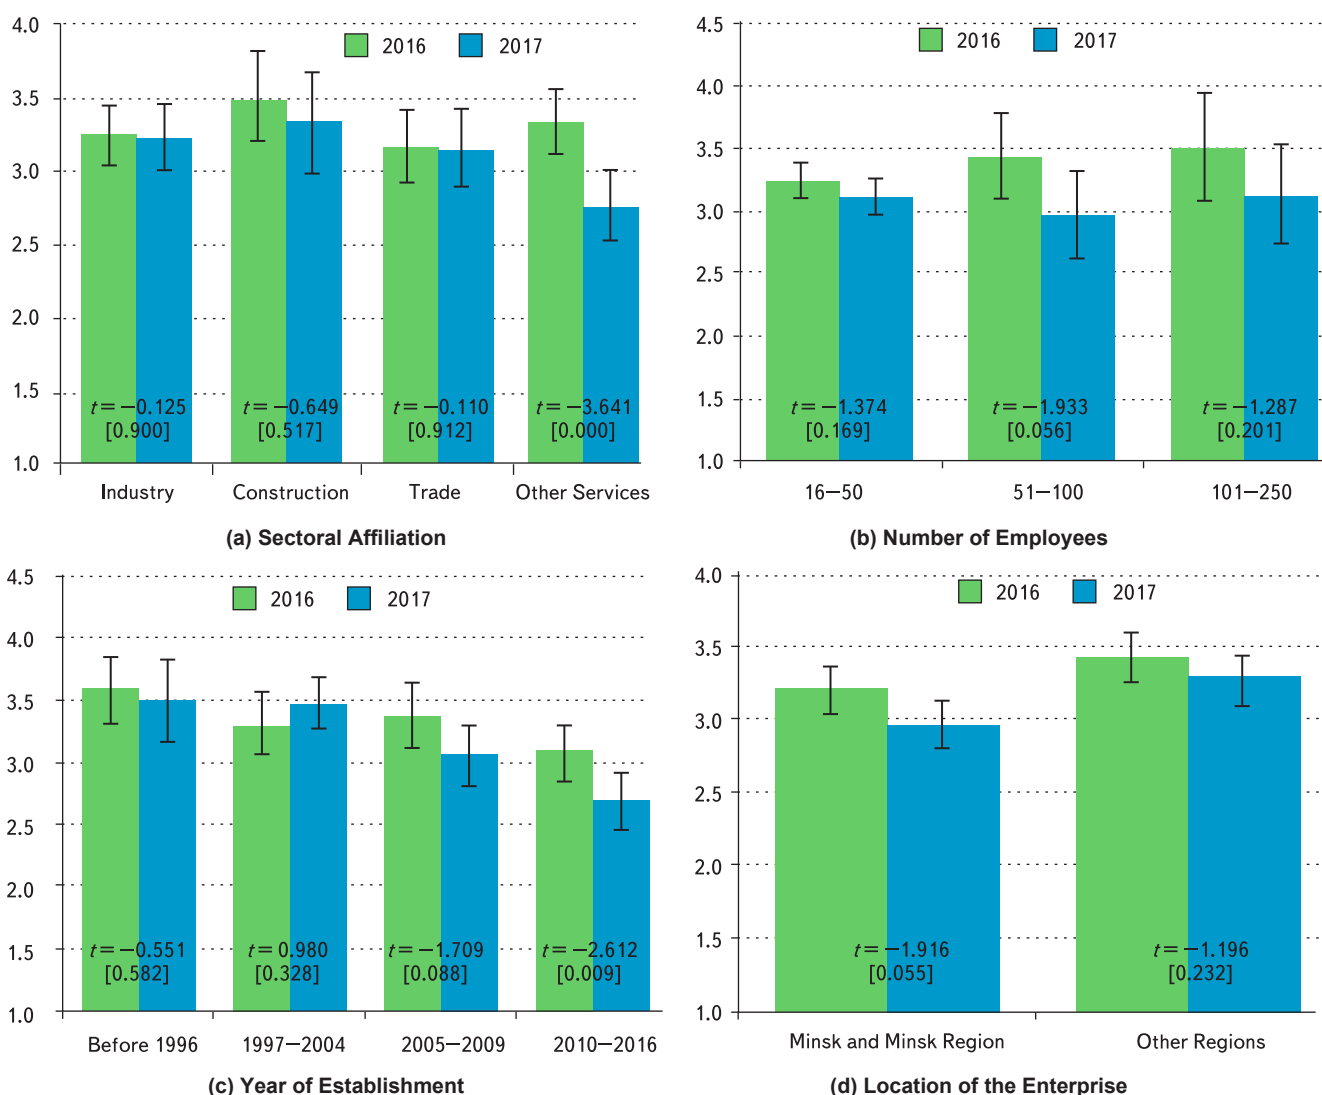 4.0
3.5
3.0
2.5
2.0
1.5
1.0
2016 2017
t=−0.125 t=−0.649 t=−0.110 t=−3.641
[0.900] [0.517] [0.912] [0.000]
Industry Construction Trade Other Services
(a) Sectoral Affiliation
4.5
4.0
3.5
3.0
2.5
2.0
1.5
1.0
2016 2017
t=−1.374 t=−1.933 t=−1.287
[0.169] [0.056] [0.201]
16−50 51−100 101−250
(b) Number of Employees
4.5
4.0
3.5
3.0
2.5
2.0
1.5
1.0
2016 2017
t=−0.551 t=0.980 t=−1.709 t=−2.612
[0.582] [0.328] [0.088] [0.009]
Before 1996 1997−2004 2005−2009 2010−2016
(c) Year of Establishment
4.0
3.5
3.0
2.5
2.0
1.5
1.0
2016 2017
t=−1.916 t=−1.196
[0.055] [0.232]
Minsk and Minsk Region Other Regions
(d) Location of the Enterprise